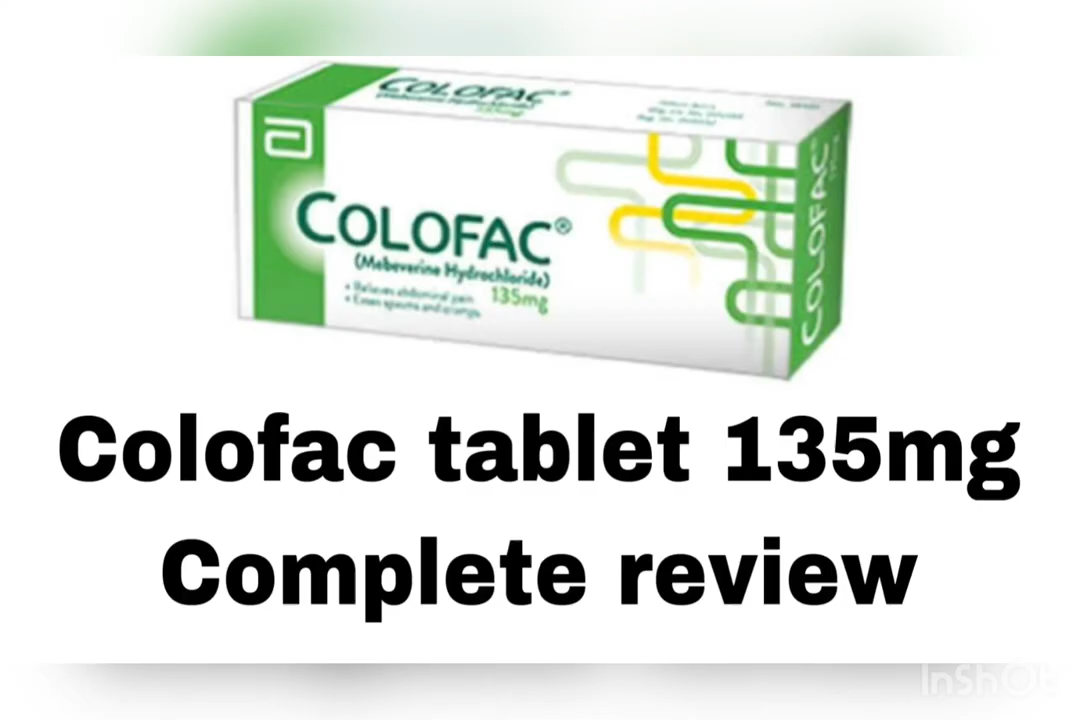 COLOFAC®
(Mebeverine Hydrochloride)
135mg
COLOFAC®
(Mebeverine Hydrochloride)
• Relieves abdominal pain
• Eases spasms and cramps
135mg
COLOFAC®
Colofac tablet 135mg
Complete review
InShOt